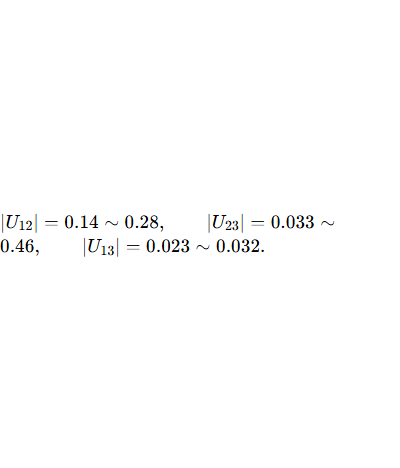 |U₁₂| = 0.14 ∼ 0.28, |U₂₃| = 0.033 ∼
0.46, |U₁₃| = 0.023 ∼ 0.032.